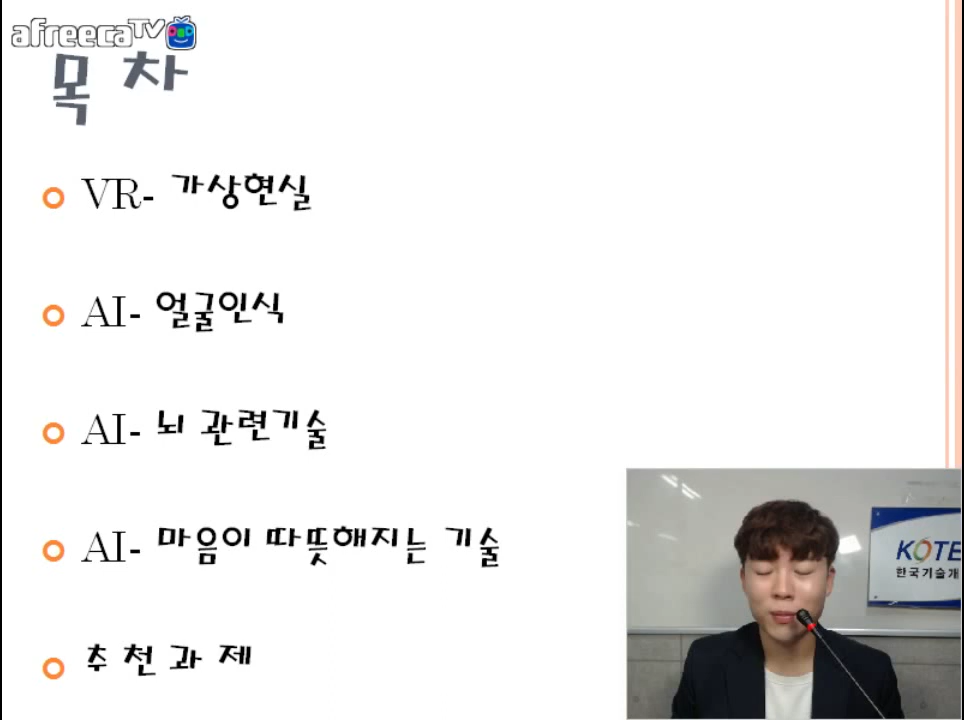 afreecaTV
목 차
VR- 가상현실
AI- 얼굴인식
AI- 뇌 관련기술
AI- 마음이 따뜻해지는 기술
추 천 과 제
KOTE
한국기술개